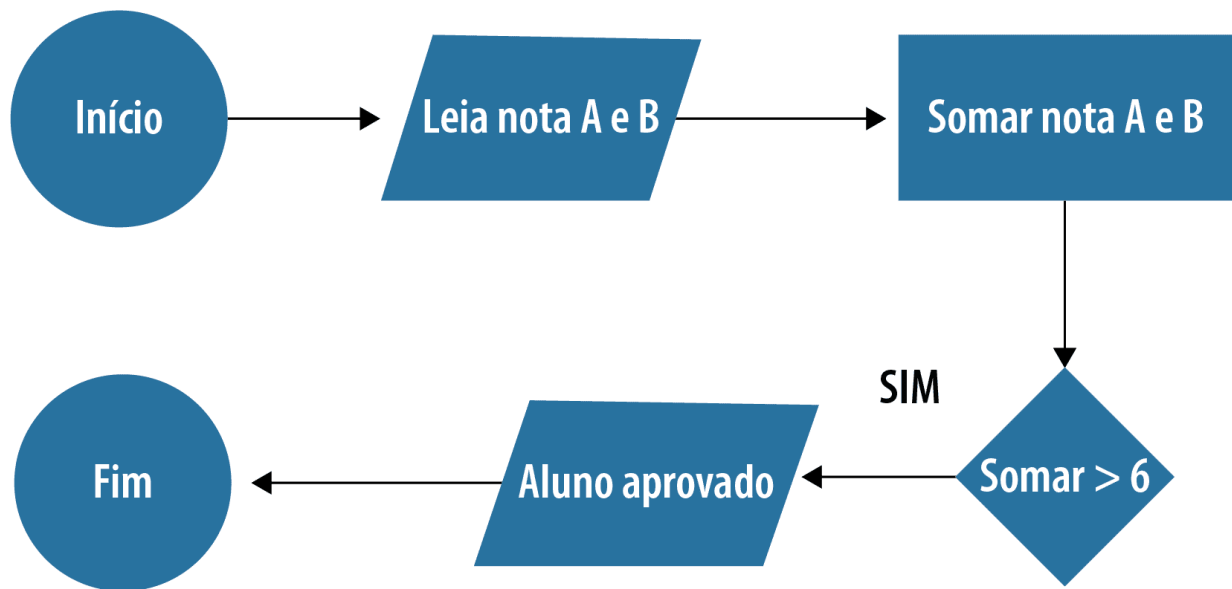 Início
Leia nota A e B
Somar nota A e B
SIM
Somar > 6
Aluno aprovado
Fim